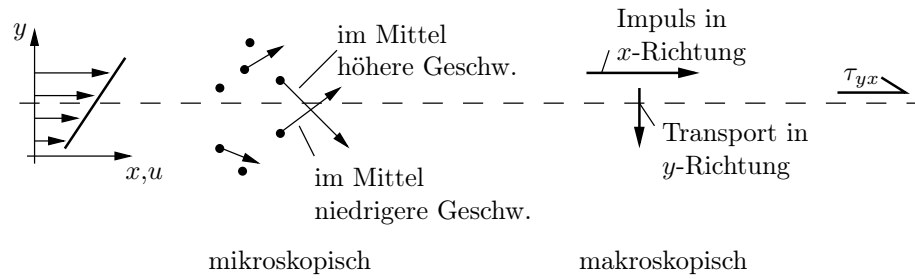 y
x,u
im Mittel
höhere Geschw.
im Mittel
niedrigere Geschw.
mikroskopisch
Impuls in
x-Richtung
Transport in
y-Richtung
τyx
makroskopisch